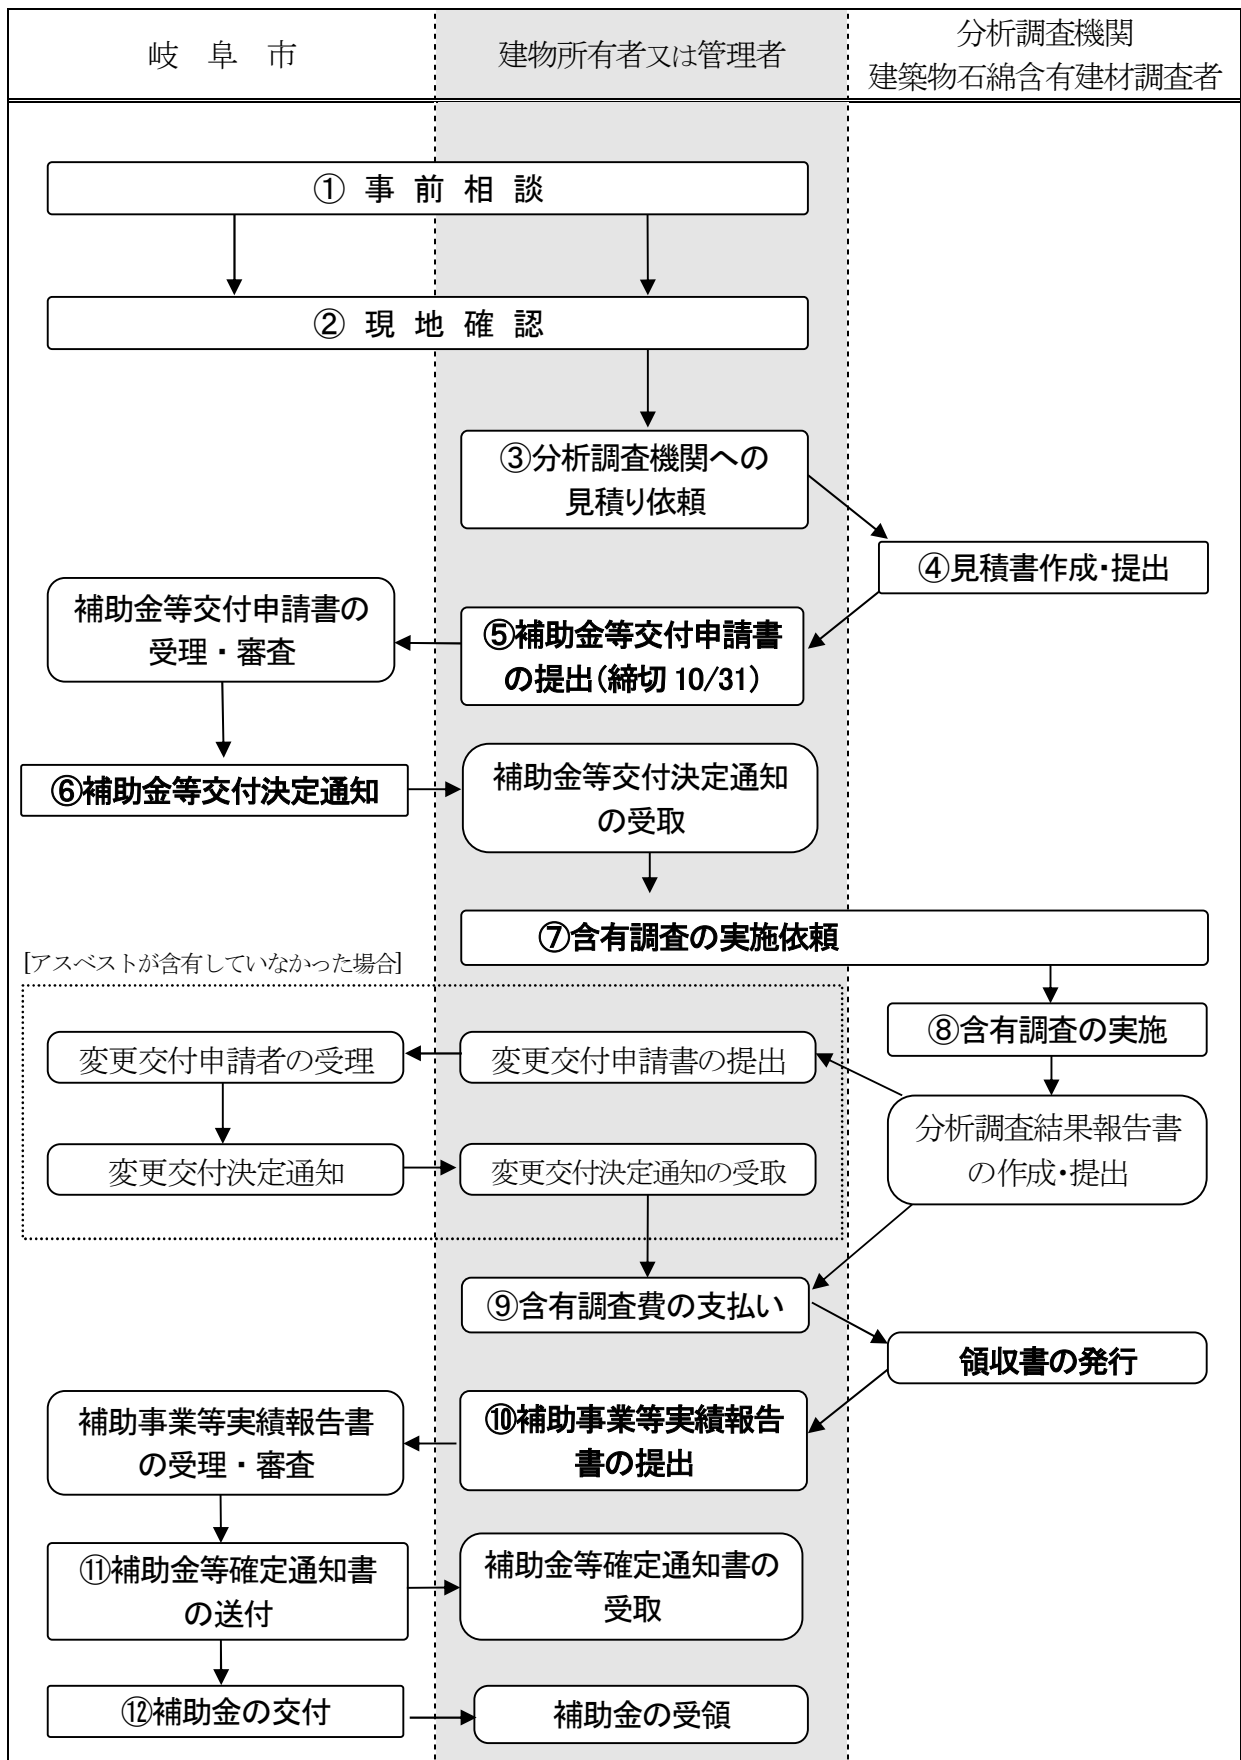 岐 阜 市
建物所有者又は管理者
分析調査機関
建築物石綿含有建材調査者
① 事 前 相 談
② 現 地 確 認
③分析調査機関への
見積り依頼
④見積書作成・提出
補助金等交付申請書の
受理・審査
⑤補助金等交付申請書
の提出（締切 10/31）
⑥補助金等交付決定通知
補助金等交付決定通知
の受取
⑦含有調査の実施依頼
[アスベストが含有していなかった場合]
⑧含有調査の実施
変更交付申請者の受理
変更交付申請書の提出
分析調査結果報告書
の作成・提出
変更交付決定通知
変更交付決定通知の受取
⑨含有調査費の支払い
領収書の発行
補助事業等実績報告書
の受理・審査
⑩補助事業等実績報告
書の提出
⑪補助金等確定通知書
の送付
補助金等確定通知書の
受取
⑫補助金の交付
補助金の受領